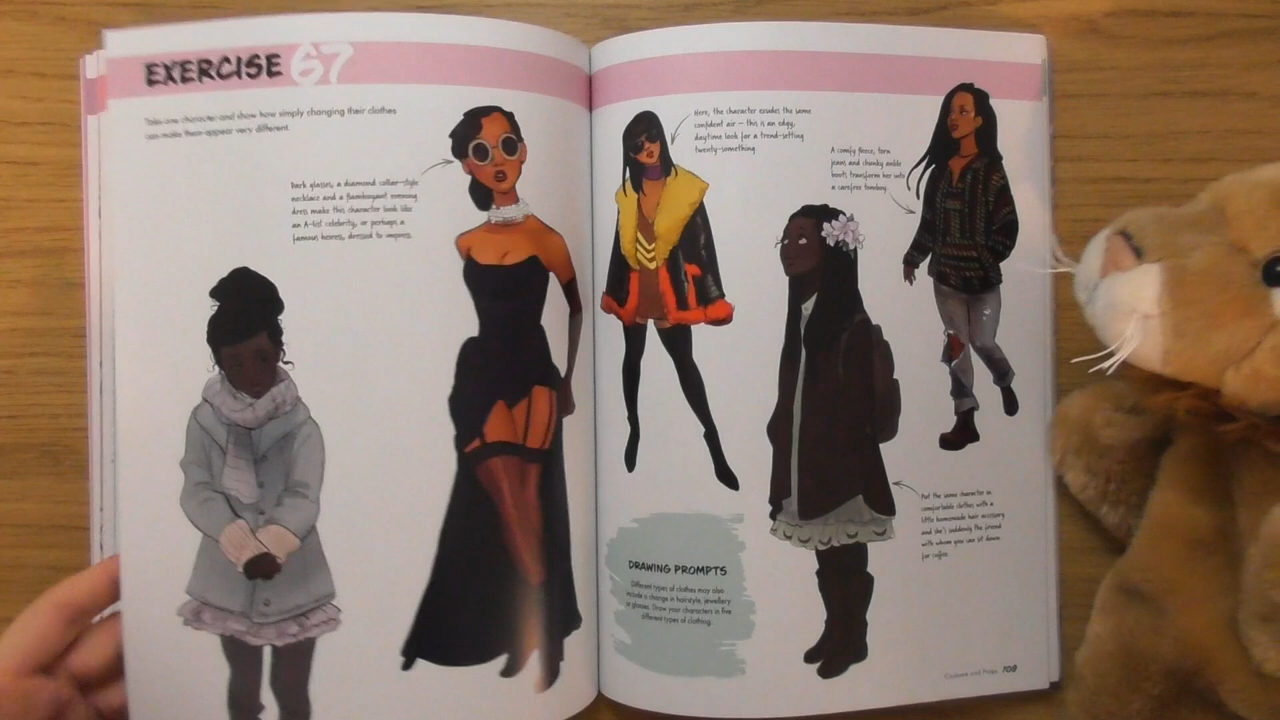 EXERCISE 67
Take one character and show how simply changing their clothes
can make them appear very different.
Dark glasses, a diamond collar-style
necklace and a flamboyant evening
dress make this character look like
an A-list celebrity, or perhaps a
famous heiress, dressed to impress.
Here, the character exudes the same
confident air – this is an edgy,
daytime look for a trend-setting
twenty-something.
A comfy fleece, torn
jeans and chunky ankle
boots transform her into
a carefree tomboy.
Put the same character in
comfortable clothes with a
little homemade hair accessory
and she's suddenly the friend
with whom you can sit down
for coffee.
DRAWING PROMPTS
Different types of clothes may also
include a change in hairstyle, jewellery
or glasses. Draw your characters in five
different types of clothing.
Costume and Props 109